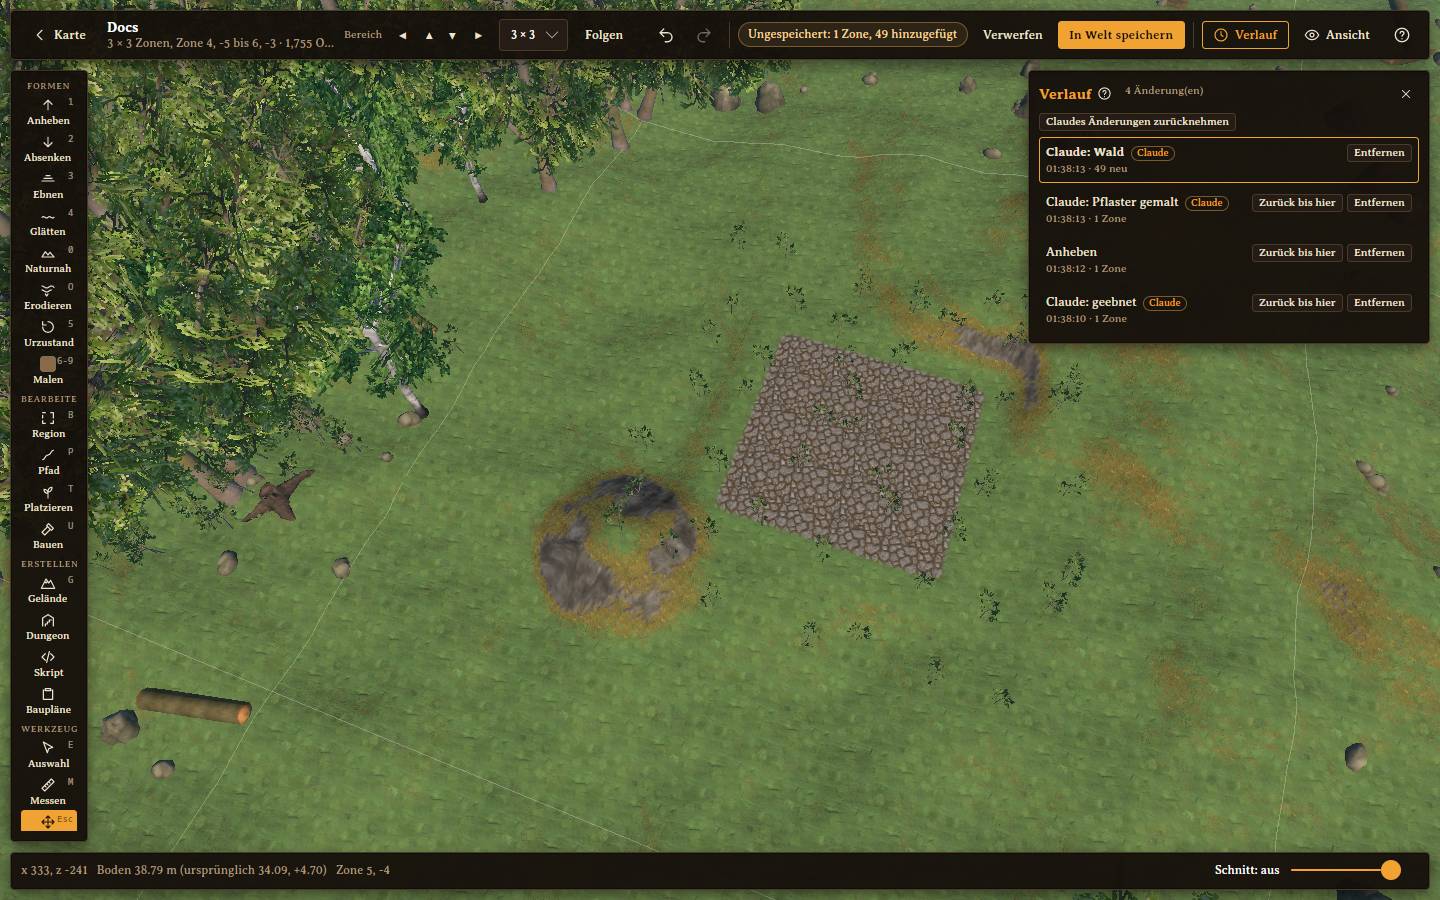 Karte
Docs
3 × 3 Zonen, Zone 4, -5 bis 6, -3 · 1,755 O...
Bereich
3 × 3
Folgen
Ungespeichert: 1 Zone, 49 hinzugefügt
Verwerfen
In Welt speichern
Verlauf
Ansicht
FORMEN
1
Anheben
2
Absenken
3
Ebnen
4
Glätten
0
Naturnah
O
Erodieren
5
Urzustand
6-9
Malen
BEARBEITE
B
Region
P
Pfad
T
Platzieren
U
Bauen
ERSTELLEN
G
Gelände
Dungeon
Skript
Baupläne
WERKZEUG
E
Auswahl
M
Messen
Esc
Verlauf
4 Änderung(en)
Claudes Änderungen zurücknehmen
Claude: Wald Claude Entfernen
01:38:13 · 49 neu
Claude: Pflaster gemalt Claude Zurück bis hier Entfernen
01:38:13 · 1 Zone
Anheben Zurück bis hier Entfernen
01:38:12 · 1 Zone
Claude: geebnet Claude Zurück bis hier Entfernen
01:38:10 · 1 Zone
x 333, z -241 Boden 38.79 m (ursprünglich 34.09, +4.70) Zone 5, -4
Schnitt: aus